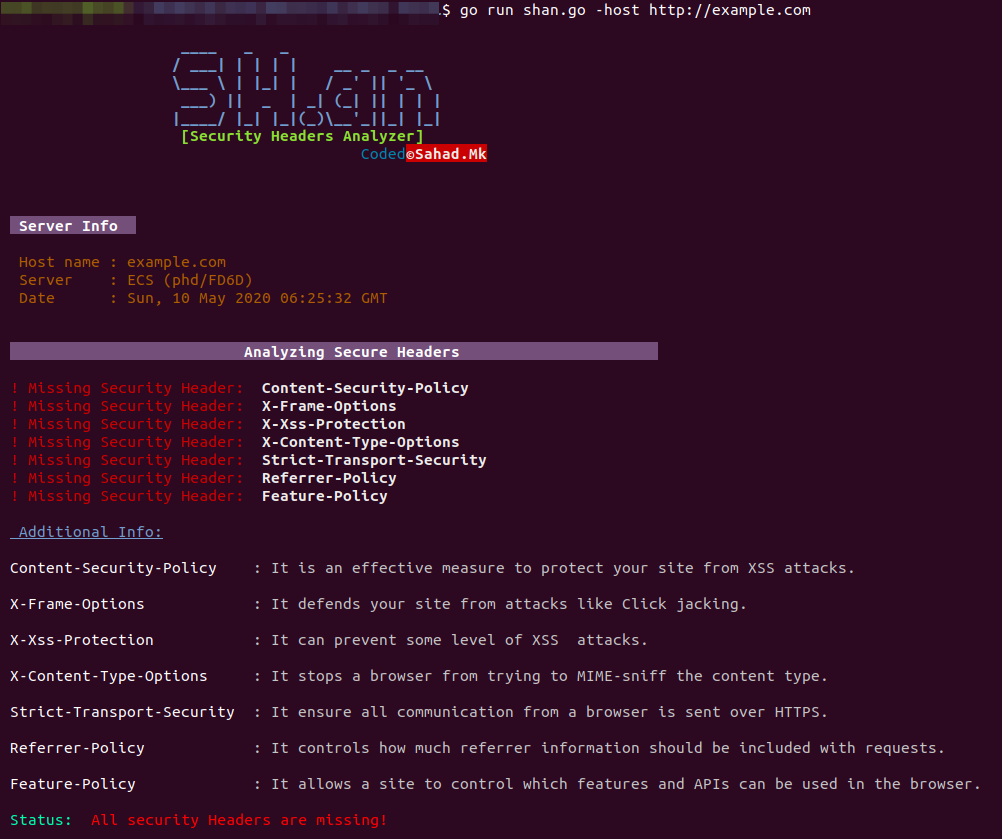 $ go run shan.go -host http://example.com
SH.an
[Security Headers Analyzer]
Coded©Sahad.Mk
Server Info
Host name : example.com
Server    : ECS (phd/FD6D)
Date      : Sun, 10 May 2020 06:25:32 GMT
Analyzing Secure Headers
! Missing Security Header:  Content-Security-Policy
! Missing Security Header:  X-Frame-Options
! Missing Security Header:  X-Xss-Protection
! Missing Security Header:  X-Content-Type-Options
! Missing Security Header:  Strict-Transport-Security
! Missing Security Header:  Referrer-Policy
! Missing Security Header:  Feature-Policy
Additional Info:
Content-Security-Policy    : It is an effective measure to protect your site from XSS attacks.
X-Frame-Options            : It defends your site from attacks like Click jacking.
X-Xss-Protection           : It can prevent some level of XSS  attacks.
X-Content-Type-Options     : It stops a browser from trying to MIME-sniff the content type.
Strict-Transport-Security  : It ensure all communication from a browser is sent over HTTPS.
Referrer-Policy            : It controls how much referrer information should be included with requests.
Feature-Policy             : It allows a site to control which features and APIs can be used in the browser.
Status:  All security Headers are missing!